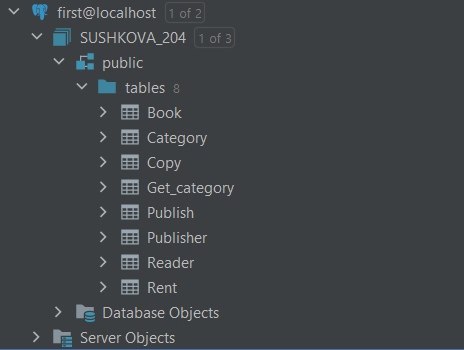 first@localhost 1 of 2
SUSHKOVA_204 1 of 3
public
tables 8
Book
Category
Copy
Get_category
Publish
Publisher
Reader
Rent
Database Objects
Server Objects